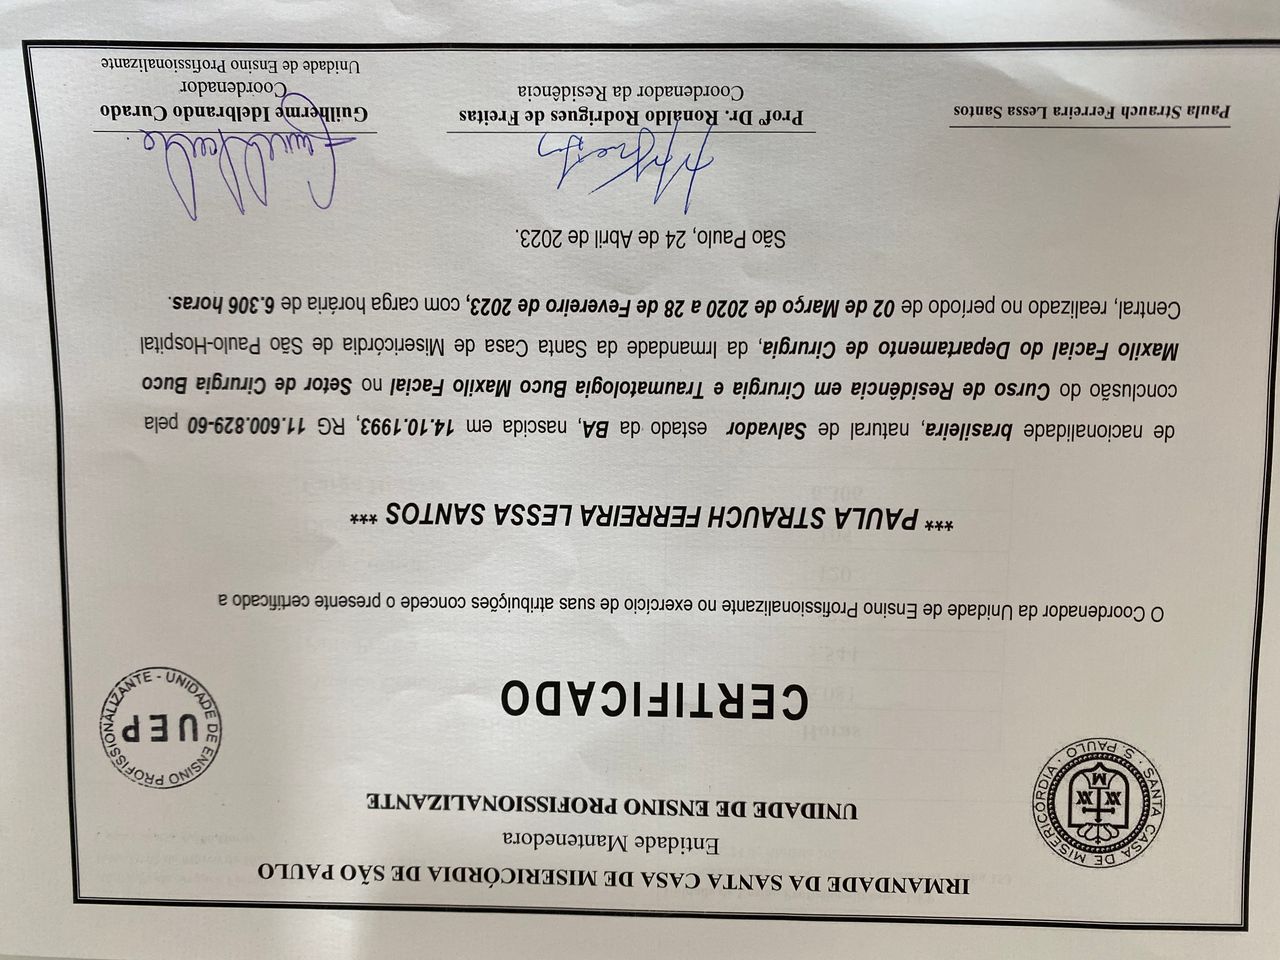 IRMANDADE DA SANTA CASA DE MISERICÓRDIA DE SÃO PAULO
Entidade Mantenedora
UNIDADE DE ENSINO PROFISSIONALIZANTE
SANTA CASA DE MISERICÓRDIA · S. PAULO ·
UNIDADE DE ENSINO PROFISSIONALIZANTE -
UEP
CERTIFICADO
O Coordenador da Unidade de Ensino Profissionalizante no exercício de suas atribuições concede o presente certificado a
*** PAULA STRAUCH FERREIRA LESSA SANTOS ***
de nacionalidade brasileira, natural de Salvador estado da BA, nascida em 14.10.1993, RG 11.600.829-60 pela
conclusão do Curso de Residência em Cirurgia e Traumatologia Buco Maxilo Facial no Setor de Cirurgia Buco
Maxilo Facial do Departamento de Cirurgia, da Irmandade da Santa Casa de Misericórdia de São Paulo-Hospital
Central, realizado no período de 02 de Março de 2020 a 28 de Fevereiro de 2023, com carga horária de 6.306 horas.
São Paulo, 24 de Abril de 2023.
Paula Strauch Ferreira Lessa Santos
Profº Dr. Ronaldo Rodrigues de Freitas
Coordenador da Residência
Guilherme Idelbrando Curado
Coordenador
Unidade de Ensino Profissionalizante